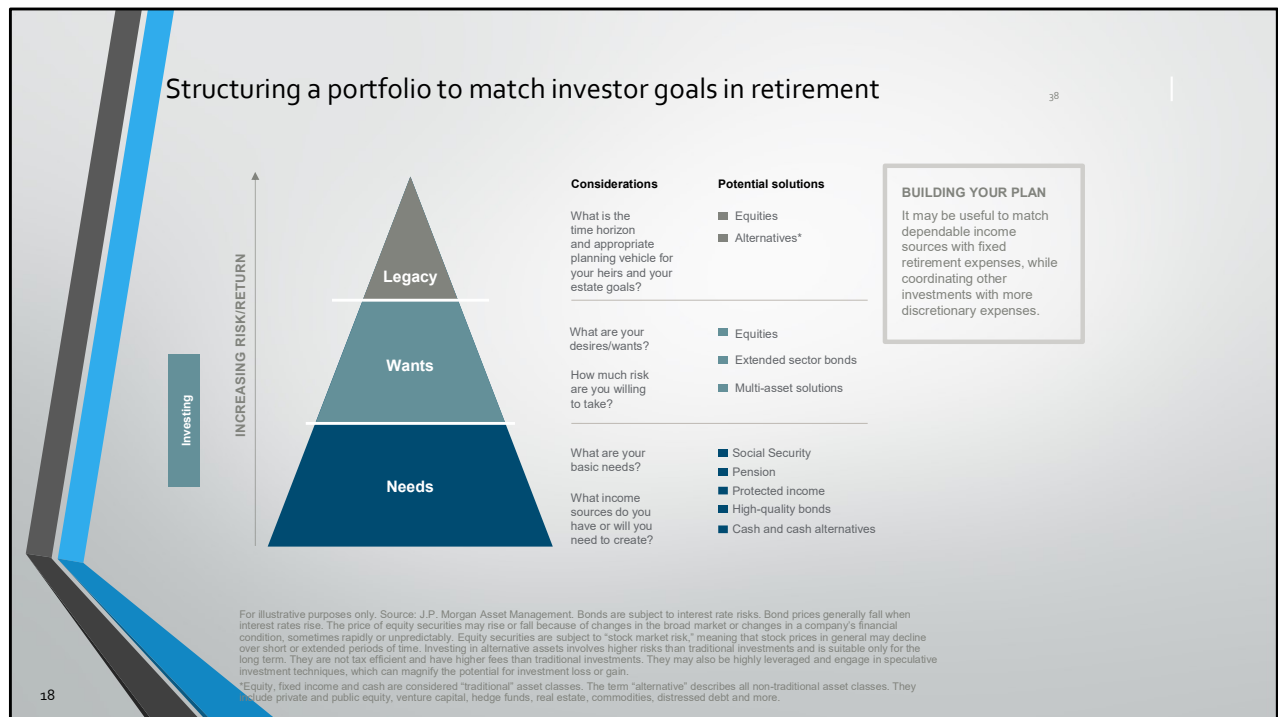 Structuring a portfolio to match investor goals in retirement
38
Investing
INCREASING RISK/RETURN
Legacy
Wants
Needs
Considerations
What is the
time horizon
and appropriate
planning vehicle for
your heirs and your
estate goals?
What are your
desires/wants?
How much risk
are you willing
to take?
What are your
basic needs?
What income
sources do you
have or will you
need to create?
Potential solutions
Equities
Alternatives*
Equities
Extended sector bonds
Multi-asset solutions
Social Security
Pension
Protected income
High-quality bonds
Cash and cash alternatives
BUILDING YOUR PLAN
It may be useful to match
dependable income
sources with fixed
retirement expenses, while
coordinating other
investments with more
discretionary expenses.
For illustrative purposes only. Source: J.P. Morgan Asset Management. Bonds are subject to interest rate risks. Bond prices generally fall when
interest rates rise. The price of equity securities may rise or fall because of changes in the broad market or changes in a company's financial
condition, sometimes rapidly or unpredictably. Equity securities are subject to "stock market risk," meaning that stock prices in general may decline
over short or extended periods of time. Investing in alternative assets involves higher risks than traditional investments and is suitable only for the
long term. They are not tax efficient and have higher fees than traditional investments. They may also be highly leveraged and engage in speculative
investment techniques, which can magnify the potential for investment loss or gain.
*Equity, fixed income and cash are considered "traditional" asset classes. The term "alternative" describes all non-traditional asset classes. They
include private and public equity, venture capital, hedge funds, real estate, commodities, distressed debt and more.
18